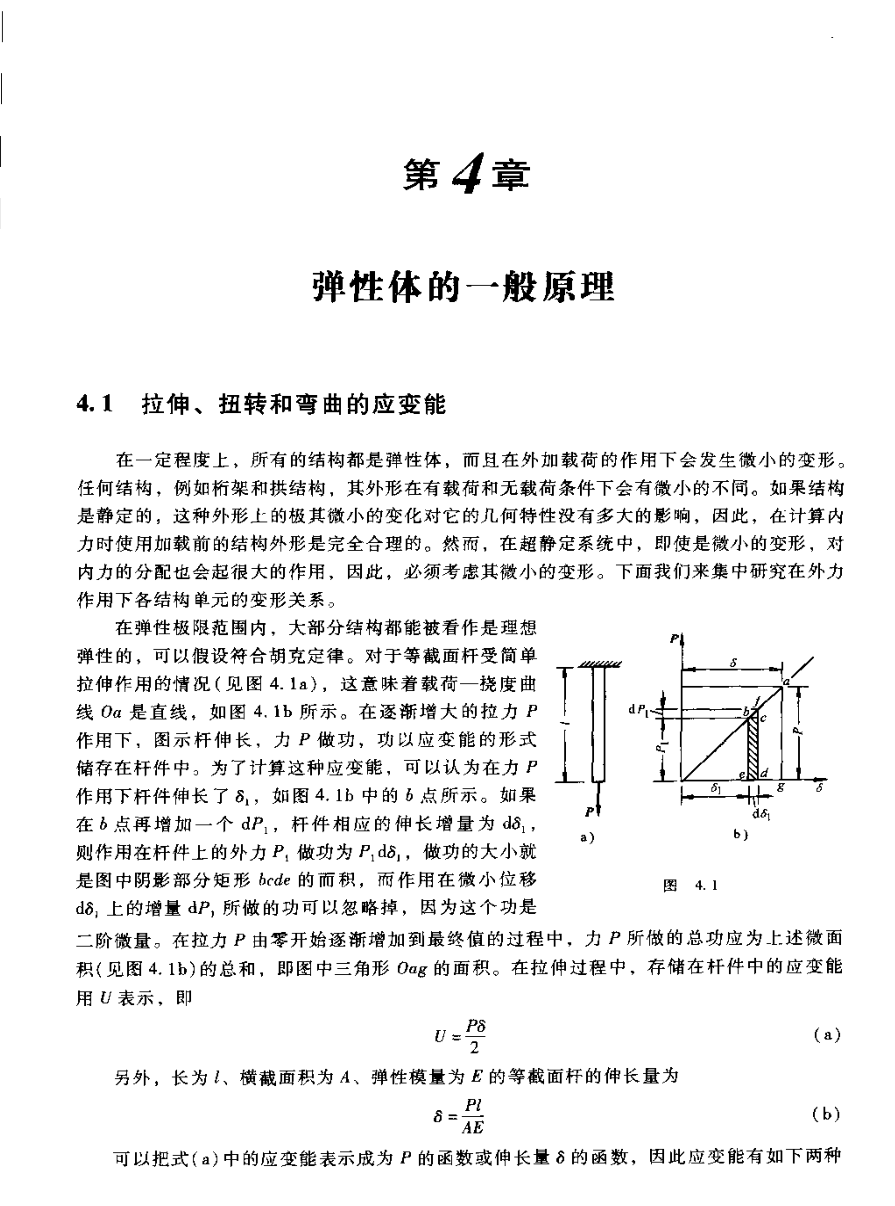 第4章
弹性体的一般原理
4.1 拉伸、扭转和弯曲的应变能
在一定程度上，所有的结构都是弹性体，而且在外加载荷的作用下会发生微小的变形。
任何结构，例如桁架和拱结构，其外形在有载荷和无载荷条件下会有微小的不同。如果结构
是静定的，这种外形上的极其微小的变化对它的几何特性没有多大的影响，因此，在计算内
力时使用加载前的结构外形是完全合理的。然而，在超静定系统中，即使是微小的变形，对
内力的分配也会起很大的作用，因此，必须考虑其微小的变形。下面我们来集中研究在外力
作用下各结构单元的变形关系。
在弹性极限范围内，大部分结构都能被看作是理想
弹性的，可以假设符合胡克定律。对于等截面杆受简单
拉伸作用的情况(见图 4.1a)，这意味着载荷—挠度曲
线 Oa 是直线，如图 4.1b 所示。在逐渐增大的拉力 P
作用下，图示杆伸长，力 P 做功，功以应变能的形式
储存在杆件中。为了计算这种应变能，可以认为在力 P
作用下杆件伸长了 δ₁，如图 4.1b 中的 b 点所示。如果
在 b 点再增加一个 dP₁，杆件相应的伸长增量为 dδ₁，
则作用在杆件上的外力 P₁ 做功为 P₁dδ₁，做功的大小就
是图中阴影部分矩形 bcde 的面积，而作用在微小位移
dδ₁ 上的增量 dP₁ 所做的功可以忽略掉，因为这个功是
P
δ
a
f
dP₁
b
c
l
P₁
P
e
d
g
δ
δ₁
dδ₁
P
a)
b)
图 4.1
二阶微量。在拉力 P 由零开始逐渐增加到最终值的过程中，力 P 所做的总功应为上述微面
积(见图 4.1b)的总和，即图中三角形 Oag 的面积。在拉伸过程中，存储在杆件中的应变能
用 U 表示，即
U = Pδ/2 (a)
另外，长为 l、横截面积为 A、弹性模量为 E 的等截面杆的伸长量为
δ = Pl/AE (b)
可以把式(a)中的应变能表示成为 P 的函数或伸长量 δ 的函数，因此应变能有如下两种